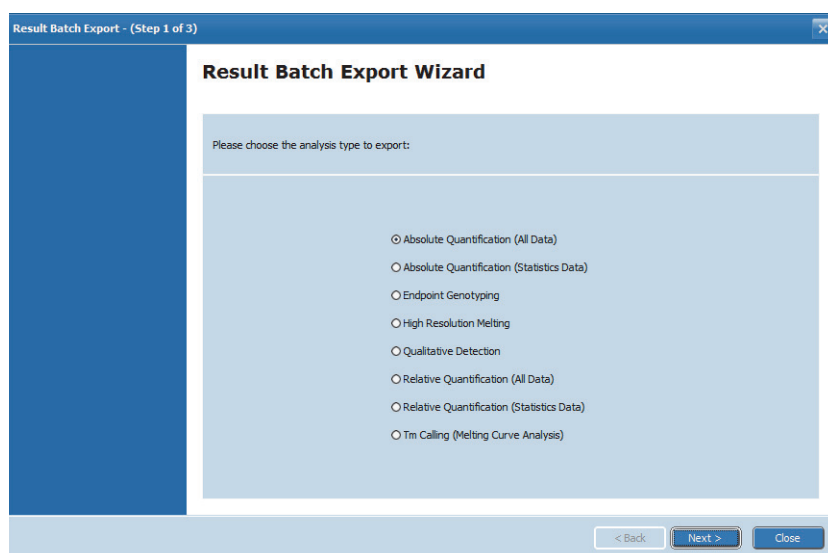 Result Batch Export - (Step 1 of 3)
Result Batch Export Wizard
Please choose the analysis type to export:
Absolute Quantification (All Data)
Absolute Quantification (Statistics Data)
Endpoint Genotyping
High Resolution Melting
Qualitative Detection
Relative Quantification (All Data)
Relative Quantification (Statistics Data)
Tm Calling (Melting Curve Analysis)
< Back Next > Close